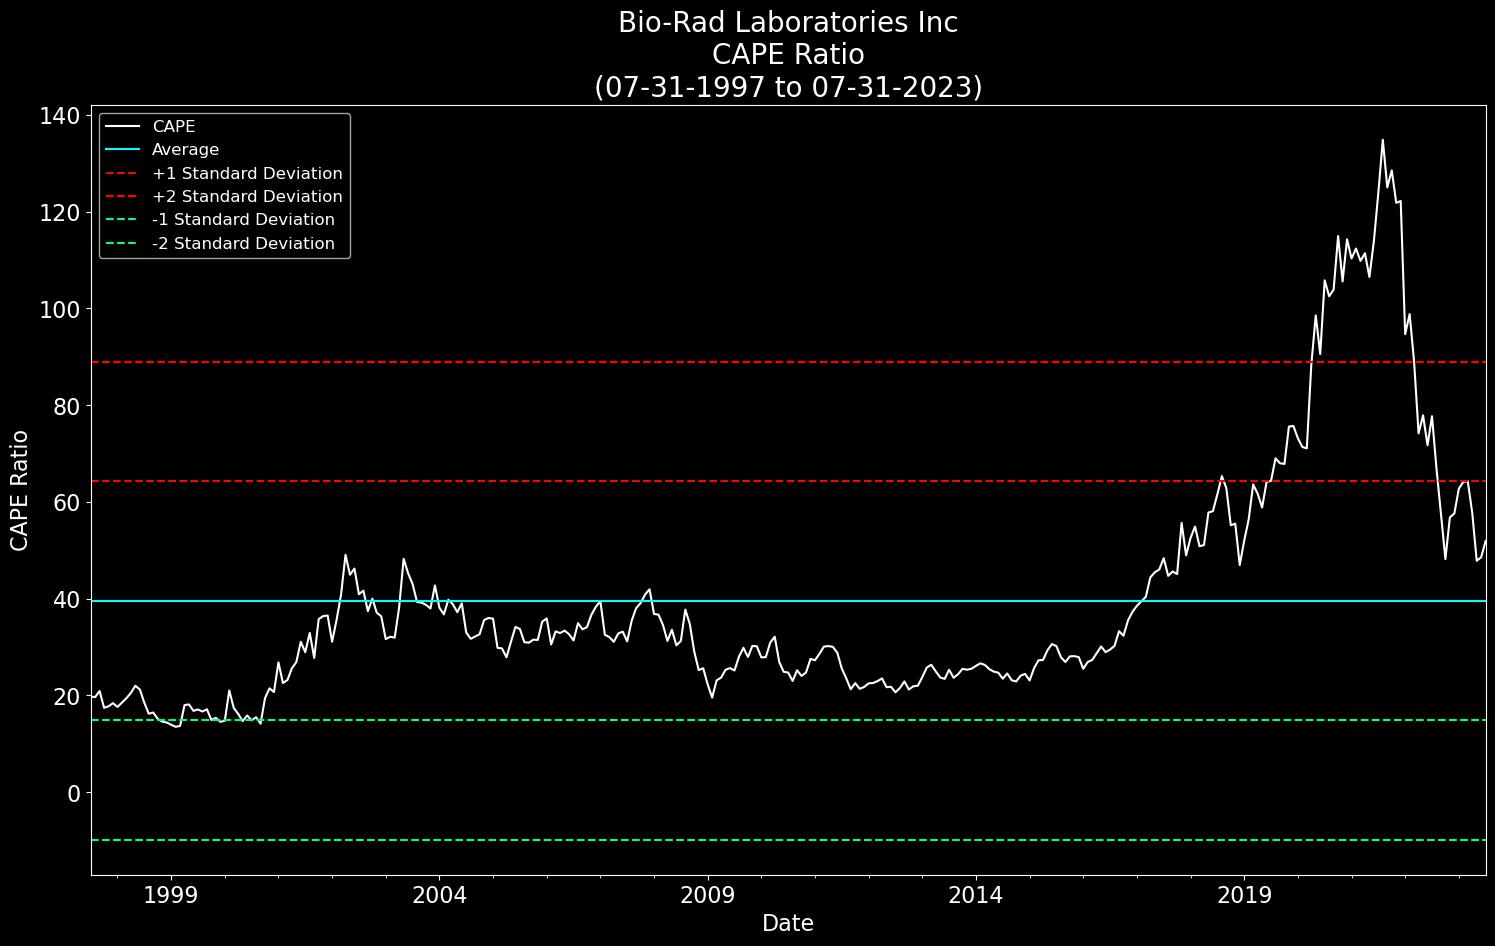 Bio-Rad Laboratories Inc
CAPE Ratio
(07-31-1997 to 07-31-2023)
CAPE
Average
+1 Standard Deviation
+2 Standard Deviation
-1 Standard Deviation
-2 Standard Deviation
140
120
100
80
60
40
20
0
CAPE Ratio
1999 2004 2009 2014 2019
Date